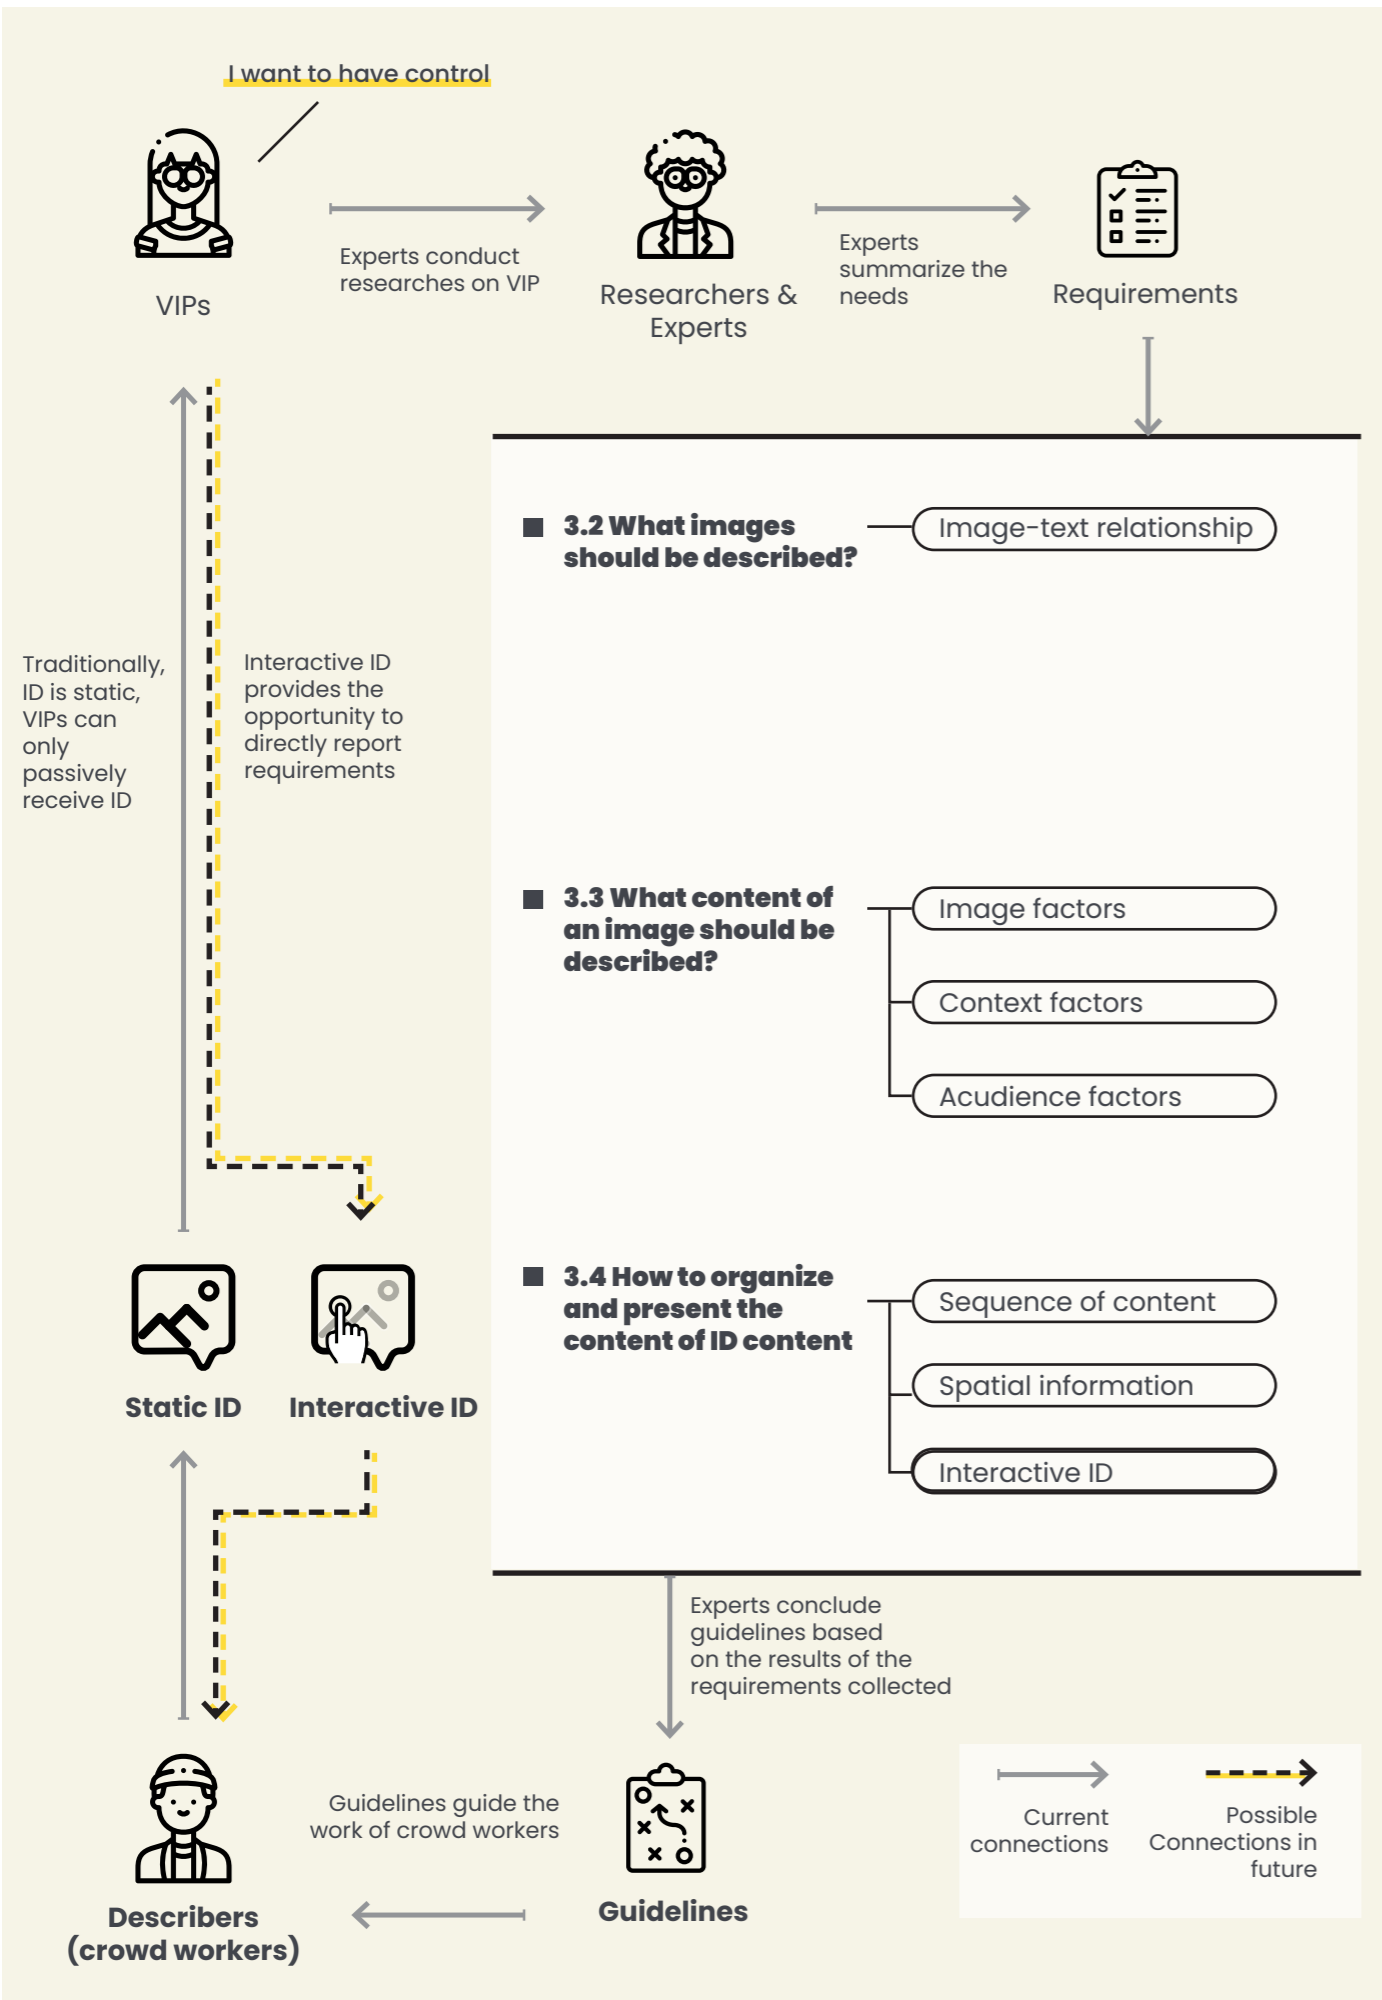 I want to have control
VIPs
Experts conduct
researches on VIP
Researchers &
Experts
Experts
summarize the
needs
Requirements
3.2 What images
should be described?
Image-text relationship
Traditionally,
ID is static,
VIPs can
only
passively
receive ID
Interactive ID
provides the
opportunity to
directly report
requirements
3.3 What content of
an image should be
described?
Image factors
Context factors
Acudience factors
3.4 How to organize
and present the
content of ID content
Sequence of content
Spatial information
Interactive ID
Static ID
Interactive ID
Experts conclude
guidelines based
on the results of the
requirements collected
Guidelines guide the
work of crowd workers
Describers
(crowd workers)
Guidelines
Current
connections
Possible
Connections in
future